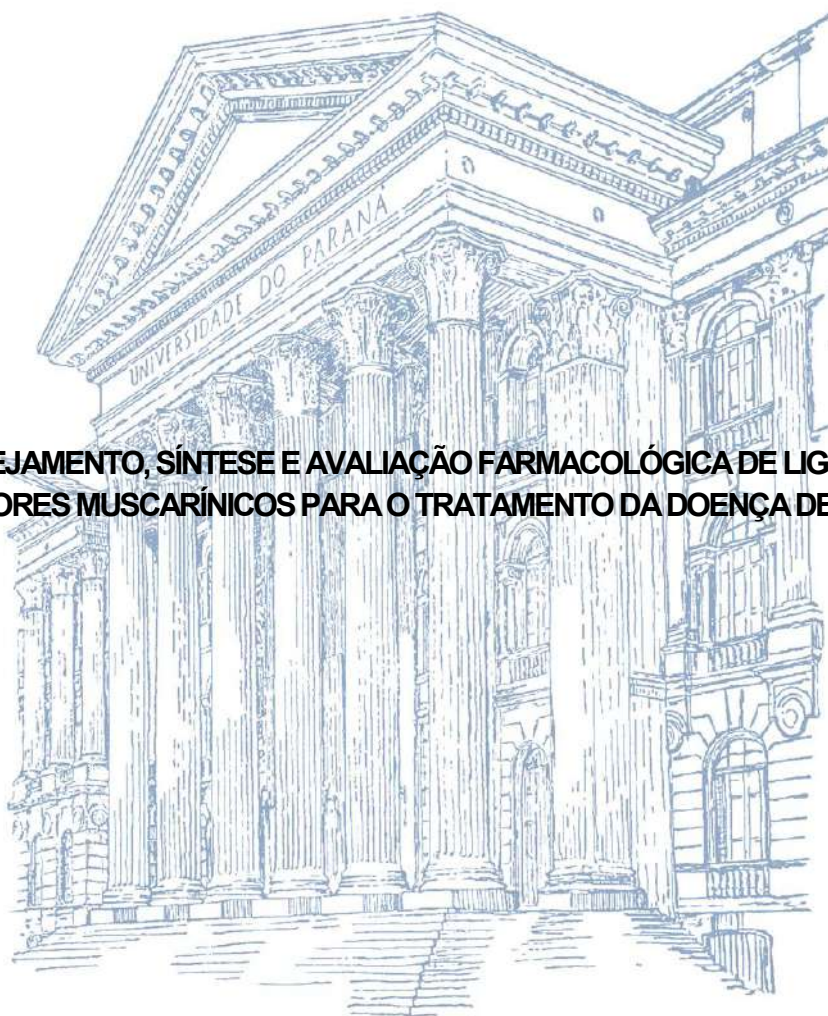 UNIVERSIDADE DO PARANÁ
EJAMENTO, SÍNTESE E AVALIAÇÃO FARMACOLÓGICA DE LIG
ORES MUSCARÍNICOS PARA O TRATAMENTO DA DOENÇA DE